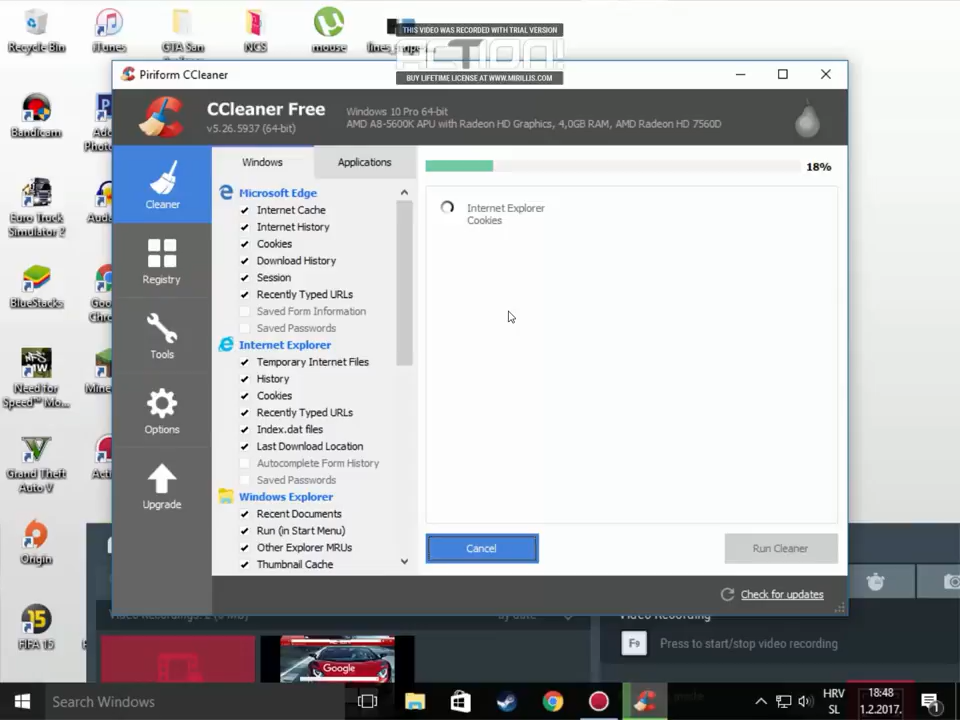 THIS VIDEO WAS RECORDED WITH TRIAL VERSION
ACTION!
BUY LIFETIME LICENSE AT WWW.MIRILLIS.COM
Recycle Bin
iTunes
GTA San
NCS
mouse
Bandicam
Euro Truck
Simulator 2
BlueStacks
Need for
Speed™ Mo...
Grand Theft
Auto V
Origin
FIFA 15
Piriform CCleaner
CCleaner Free
v5.26.5937 (64-bit)
Windows 10 Pro 64-bit
AMD A8-5600K APU with Radeon HD Graphics, 4,0GB RAM, AMD Radeon HD 7560D
Cleaner
Registry
Tools
Options
Upgrade
Windows
Applications
Microsoft Edge
Internet Cache
Internet History
Cookies
Download History
Session
Recently Typed URLs
Saved Form Information
Saved Passwords
Internet Explorer
Temporary Internet Files
History
Cookies
Recently Typed URLs
Index.dat files
Last Download Location
Autocomplete Form History
Saved Passwords
Windows Explorer
Recent Documents
Run (in Start Menu)
Other Explorer MRUs
Thumbnail Cache
18%
Internet Explorer
Cookies
Cancel
Run Cleaner
Check for updates
Google
F9
Press to start/stop video recording
Search Windows
HRV
SL
18:48
1.2.2017.
1